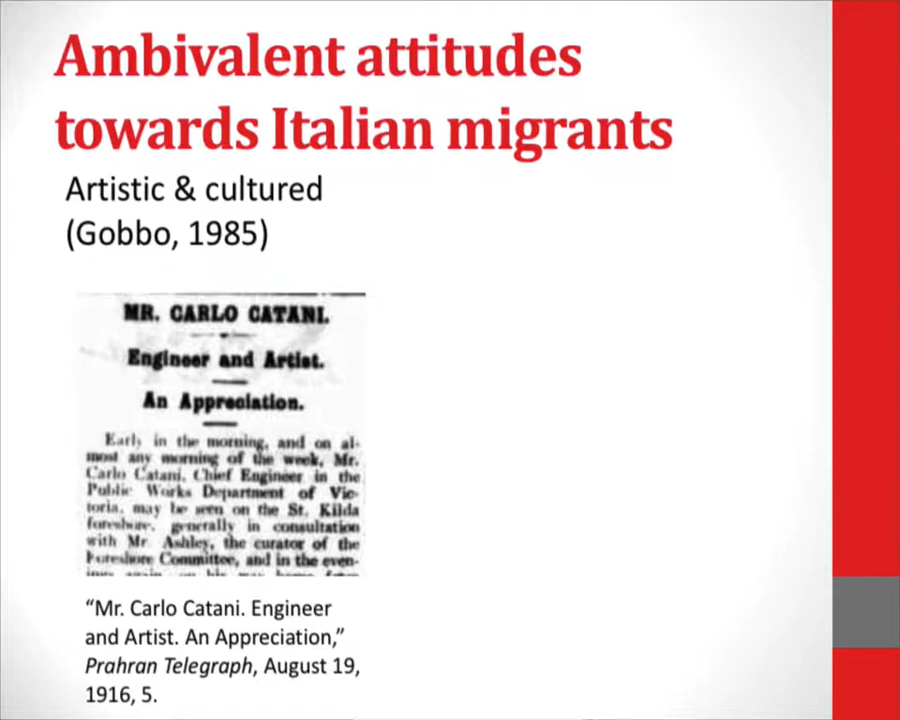 Ambivalent attitudes
towards Italian migrants
Artistic & cultured
(Gobbo, 1985)
MR. CARLO CATANI.
Engineer and Artist.
An Appreciation.
Early in the morning, and on al-
most any morning of the week, Mr.
Carlo Catani, Chief Engineer in the
Public Works Department of Vic-
toria, may be seen on the St. Kilda
foreshore, generally in consultation
with Mr. Ashley, the curator of the
Foreshore Committee, and in the even-
“Mr. Carlo Catani. Engineer
and Artist. An Appreciation,”
Prahran Telegraph, August 19,
1916, 5.